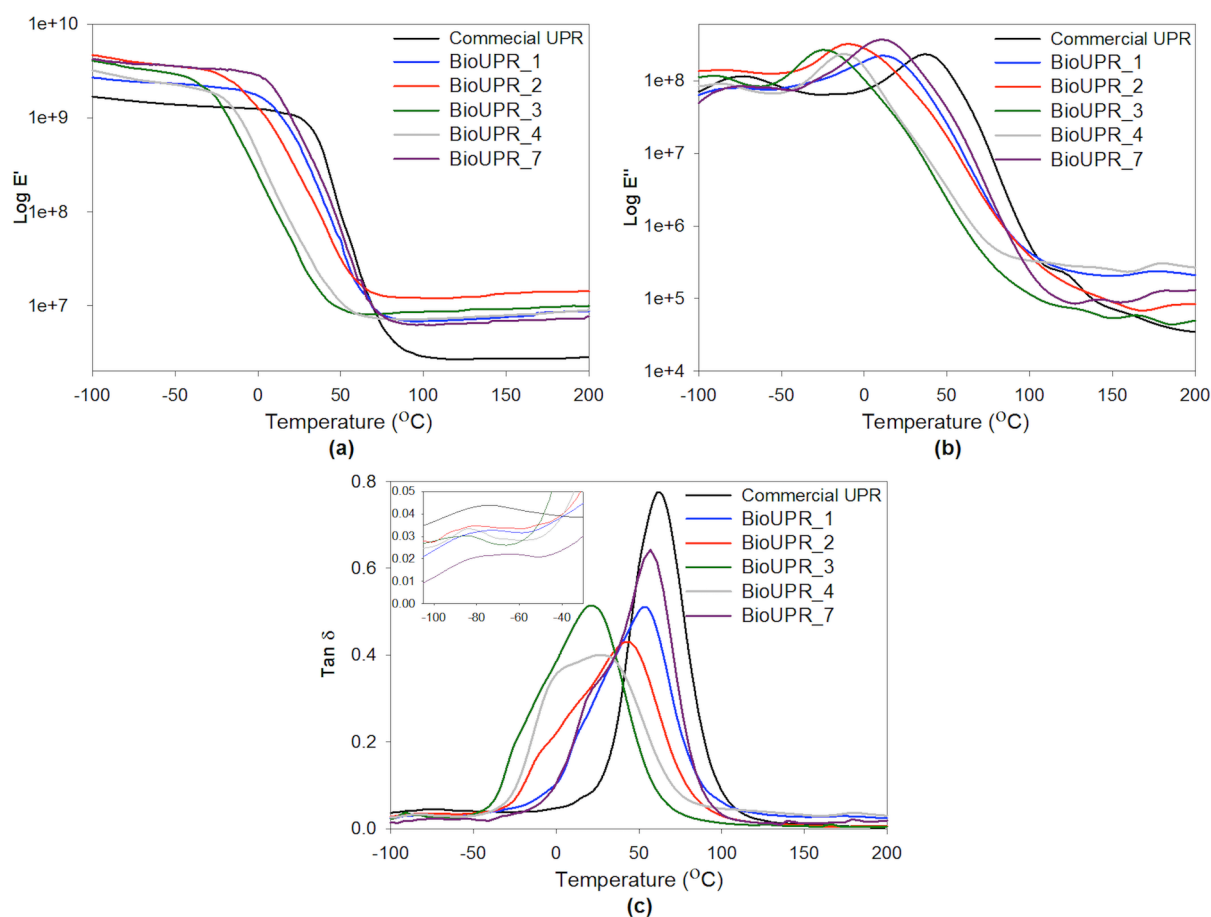 1e+10
1e+9
1e+8
1e+7
Log E'
-100 -50 0 50 100 150 200
Temperature (OC)
(a)
Commecial UPR
BioUPR_1
BioUPR_2
BioUPR_3
BioUPR_4
BioUPR_7
1e+8
1e+7
1e+6
1e+5
1e+4
Log E''
-100 -50 0 50 100 150 200
Temperature (OC)
(b)
Commercial UPR
BioUPR_1
BioUPR_2
BioUPR_3
BioUPR_4
BioUPR_7
0.8
0.6
0.4
0.2
0.0
Tan δ
0.05
0.04
0.03
0.02
0.01
0.00
-100 -80 -60 -40
Commercial UPR
BioUPR_1
BioUPR_2
BioUPR_3
BioUPR_4
BioUPR_7
-100 -50 0 50 100 150 200
Temperature (OC)
(c)